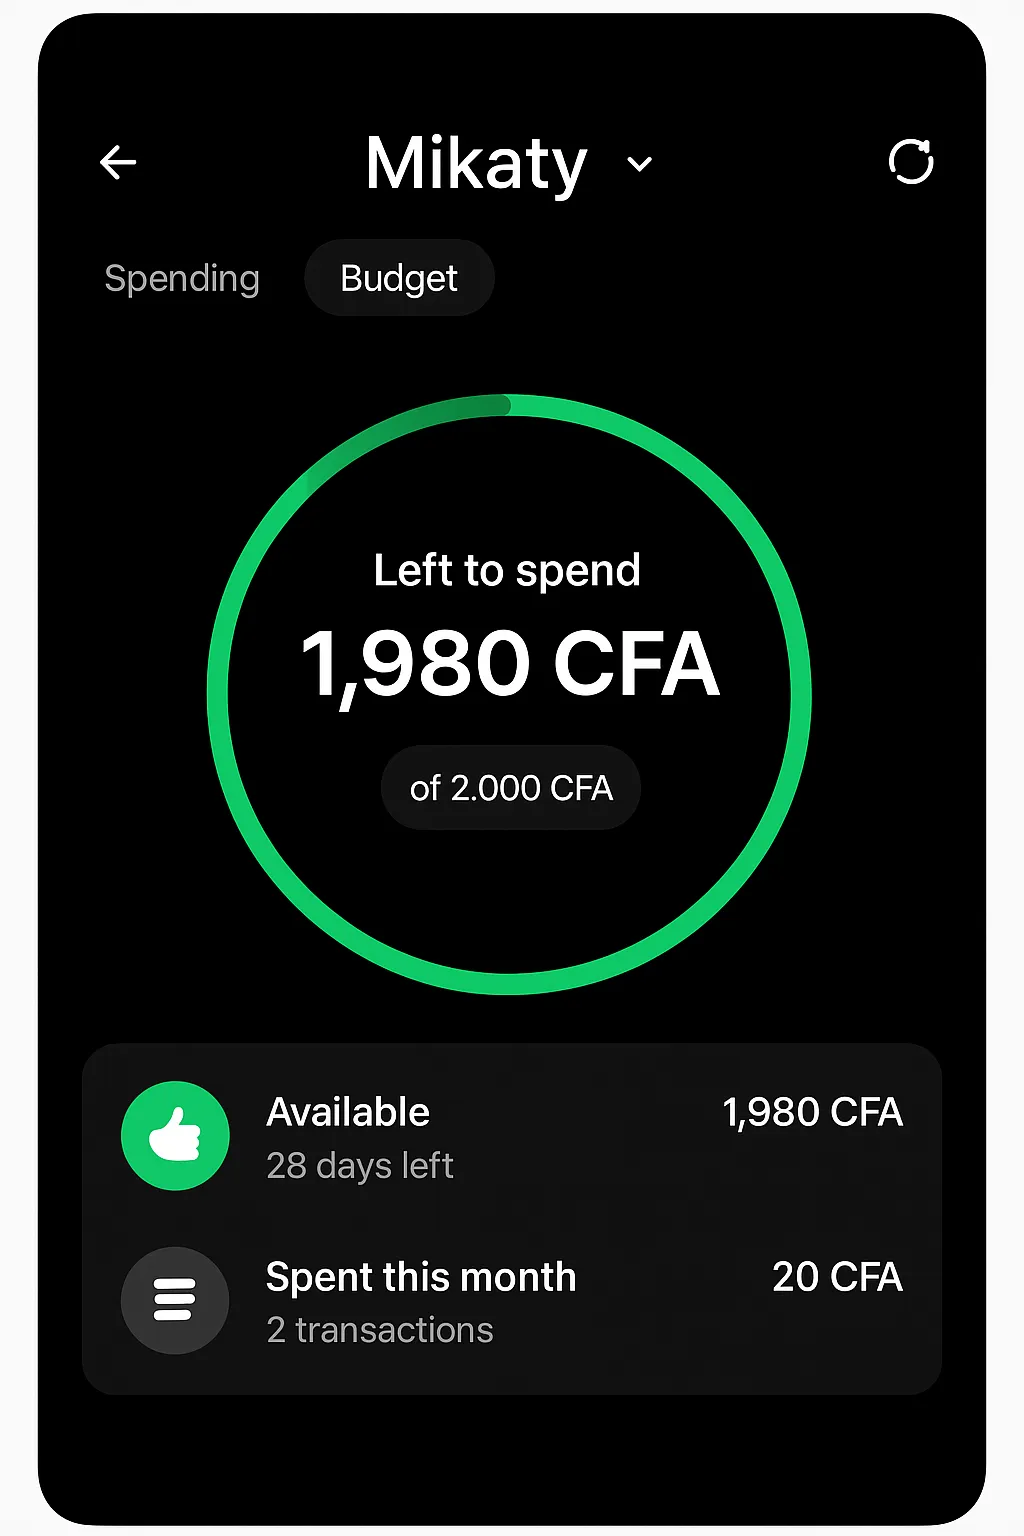 Mikaty
Spending Budget
Left to spend
1,980 CFA
of 2.000 CFA
Available 1,980 CFA
28 days left
Spent this month 20 CFA
2 transactions